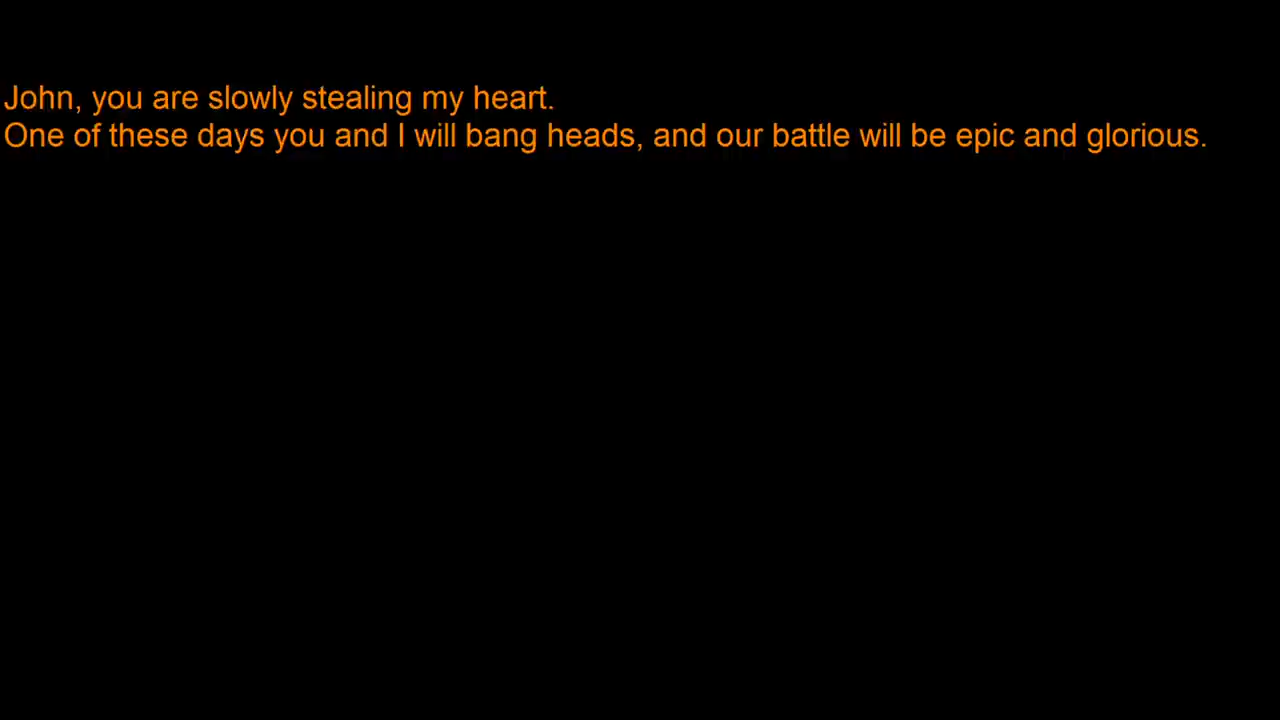 John, you are slowly stealing my heart.
One of these days you and I will bang heads, and our battle will be epic and glorious.